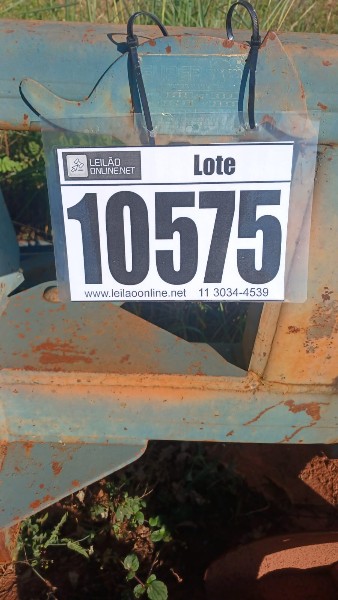 LEILÃO
ONLINE.NET
Lote
10575
www.leilaoonline.net 11 3034-4539